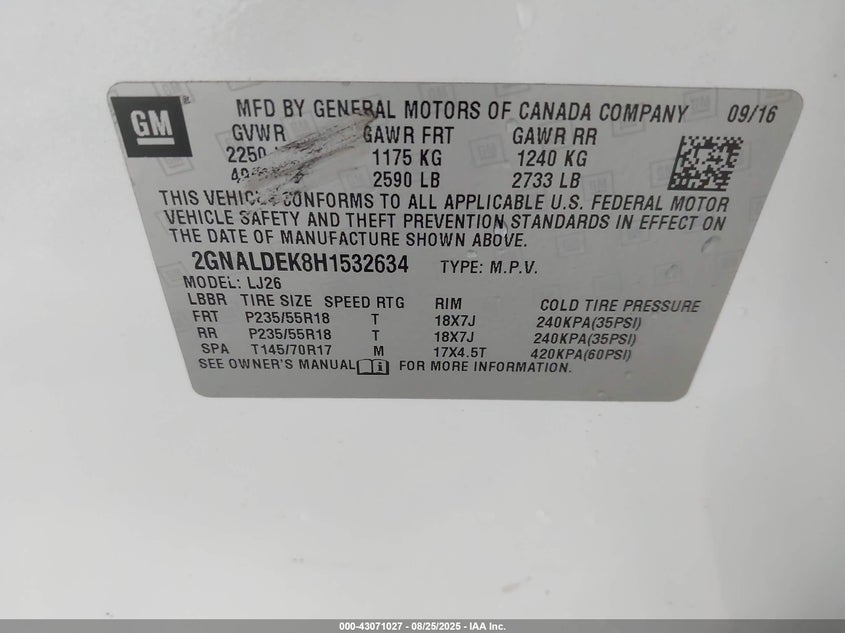 GM
MFD BY GENERAL MOTORS OF CANADA COMPANY 09/16
GVWR GAWR FRT GAWR RR
2250 1175 KG 1240 KG
2590 LB 2733 LB
THIS VEHICLE CONFORMS TO ALL APPLICABLE U.S. FEDERAL MOTOR
VEHICLE SAFETY AND THEFT PREVENTION STANDARDS IN EFFECT ON
THE DATE OF MANUFACTURE SHOWN ABOVE.
2GNALDEK8H1532634 TYPE: M.P.V.
MODEL: LJ26
LBBR TIRE SIZE SPEED RTG RIM COLD TIRE PRESSURE
FRT P235/55R18 T 18X7J 240KPA(35PSI)
RR P235/55R18 T 18X7J 240KPA(35PSI)
SPA T145/70R17 M 17X4.5T 420KPA(60PSI)
SEE OWNER'S MANUAL FOR MORE INFORMATION.
000-43071027 - 08/25/2025 - IAA Inc.